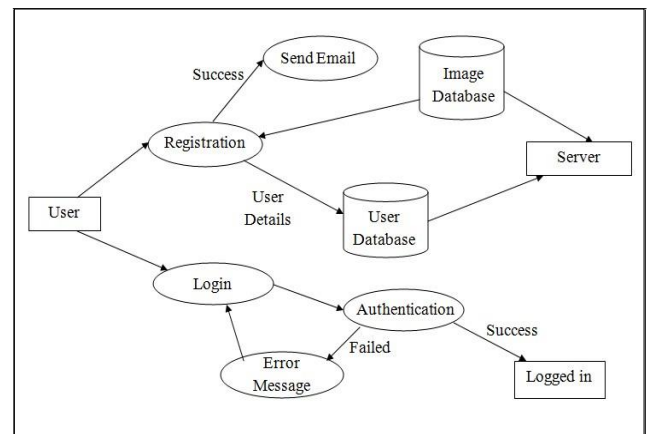 Send Email
Success
Image
Database
Registration
Server
User
User
Details
User
Database
Login
Authentication
Success
Failed
Error
Message
Logged in